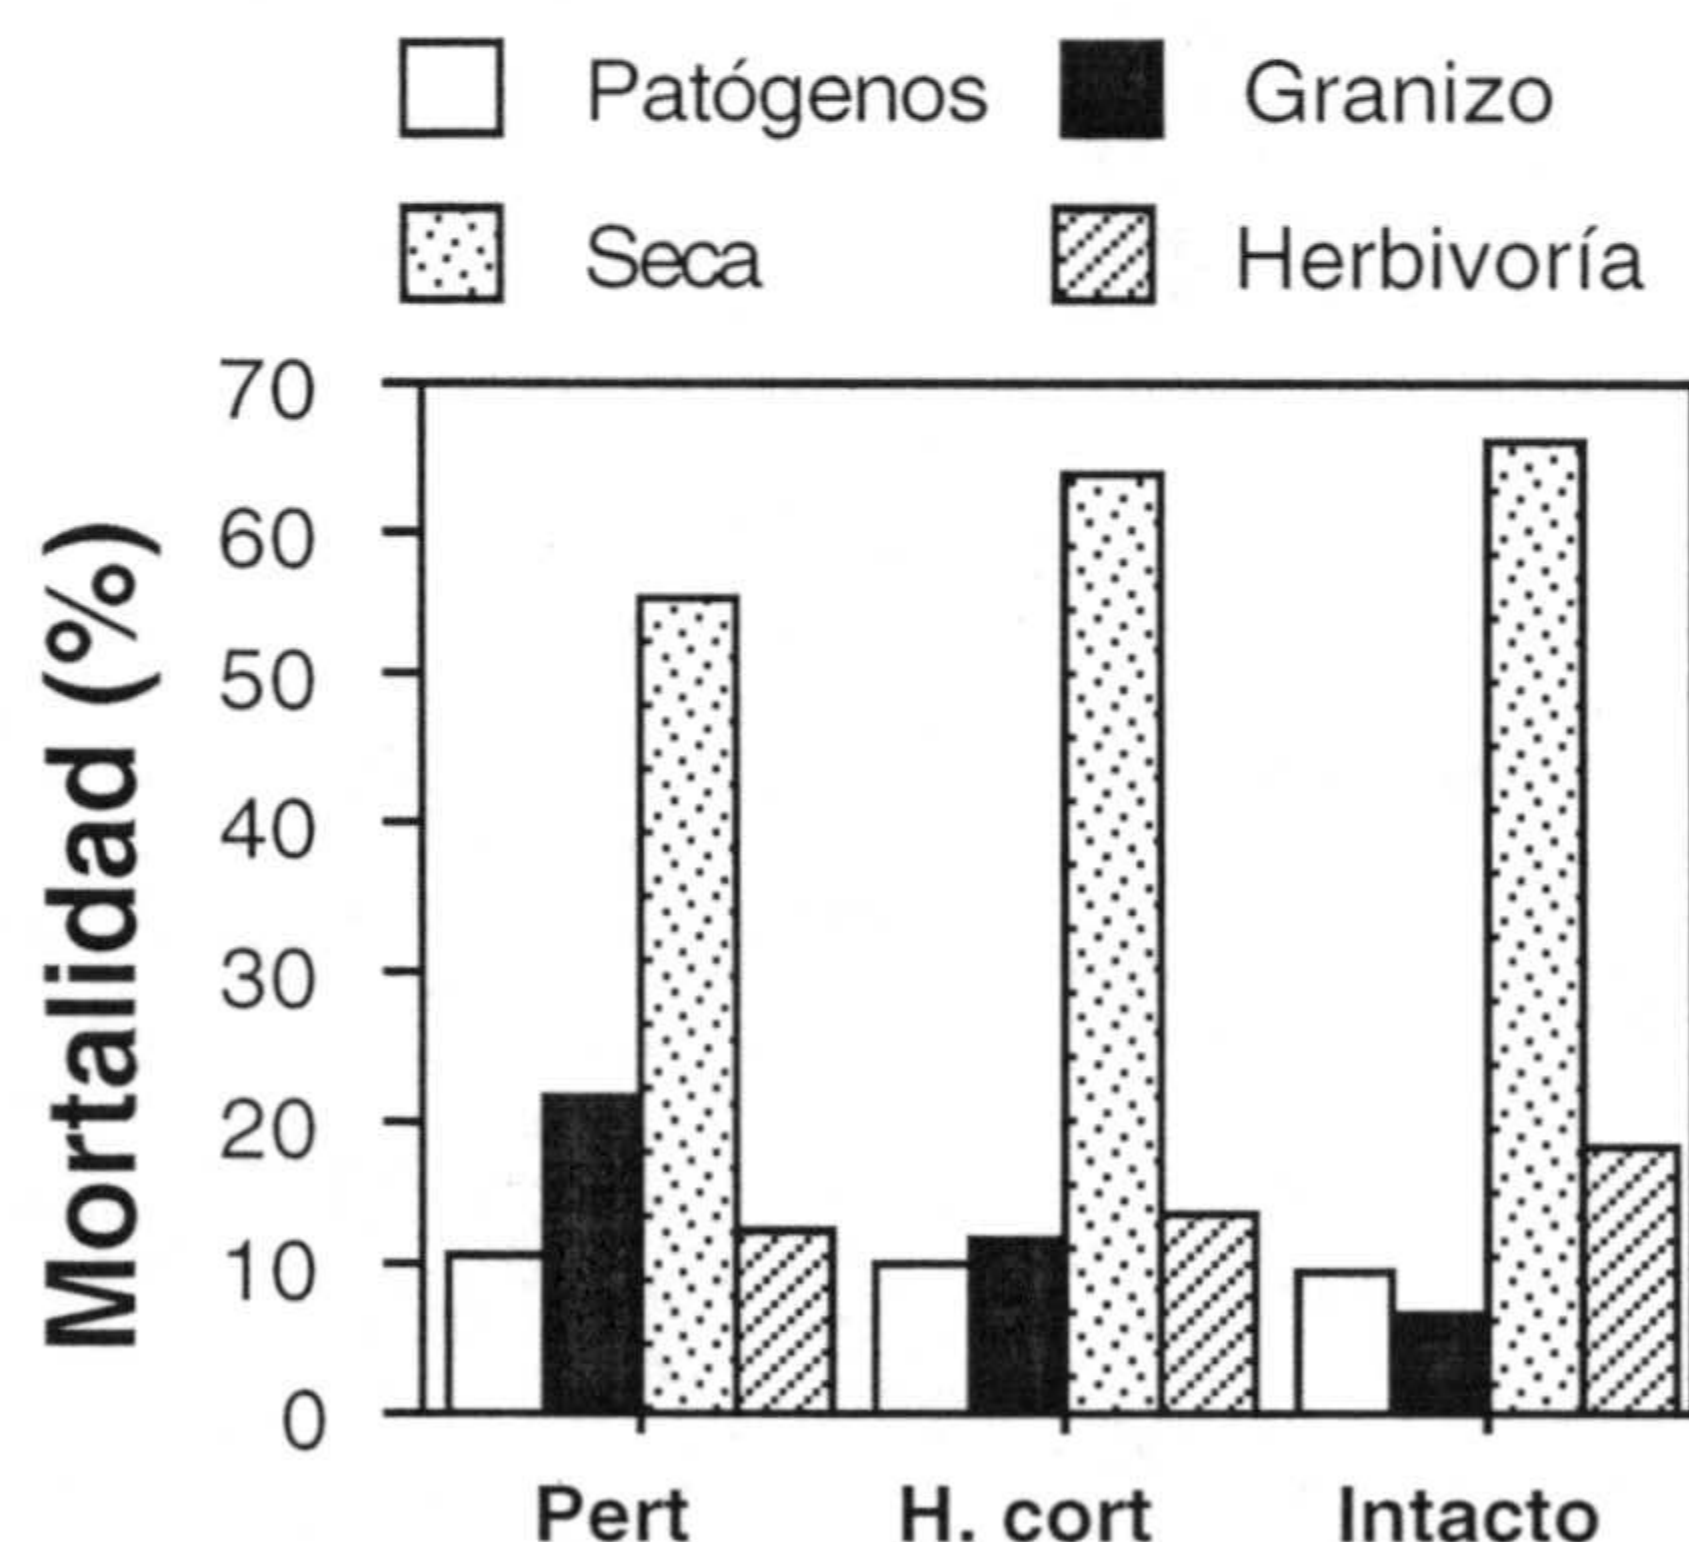 Patógenos Granizo
Seca Herbivoría
70
60
50
40
30
20
10
0
Mortalidad (%)
Pert H. cort Intacto